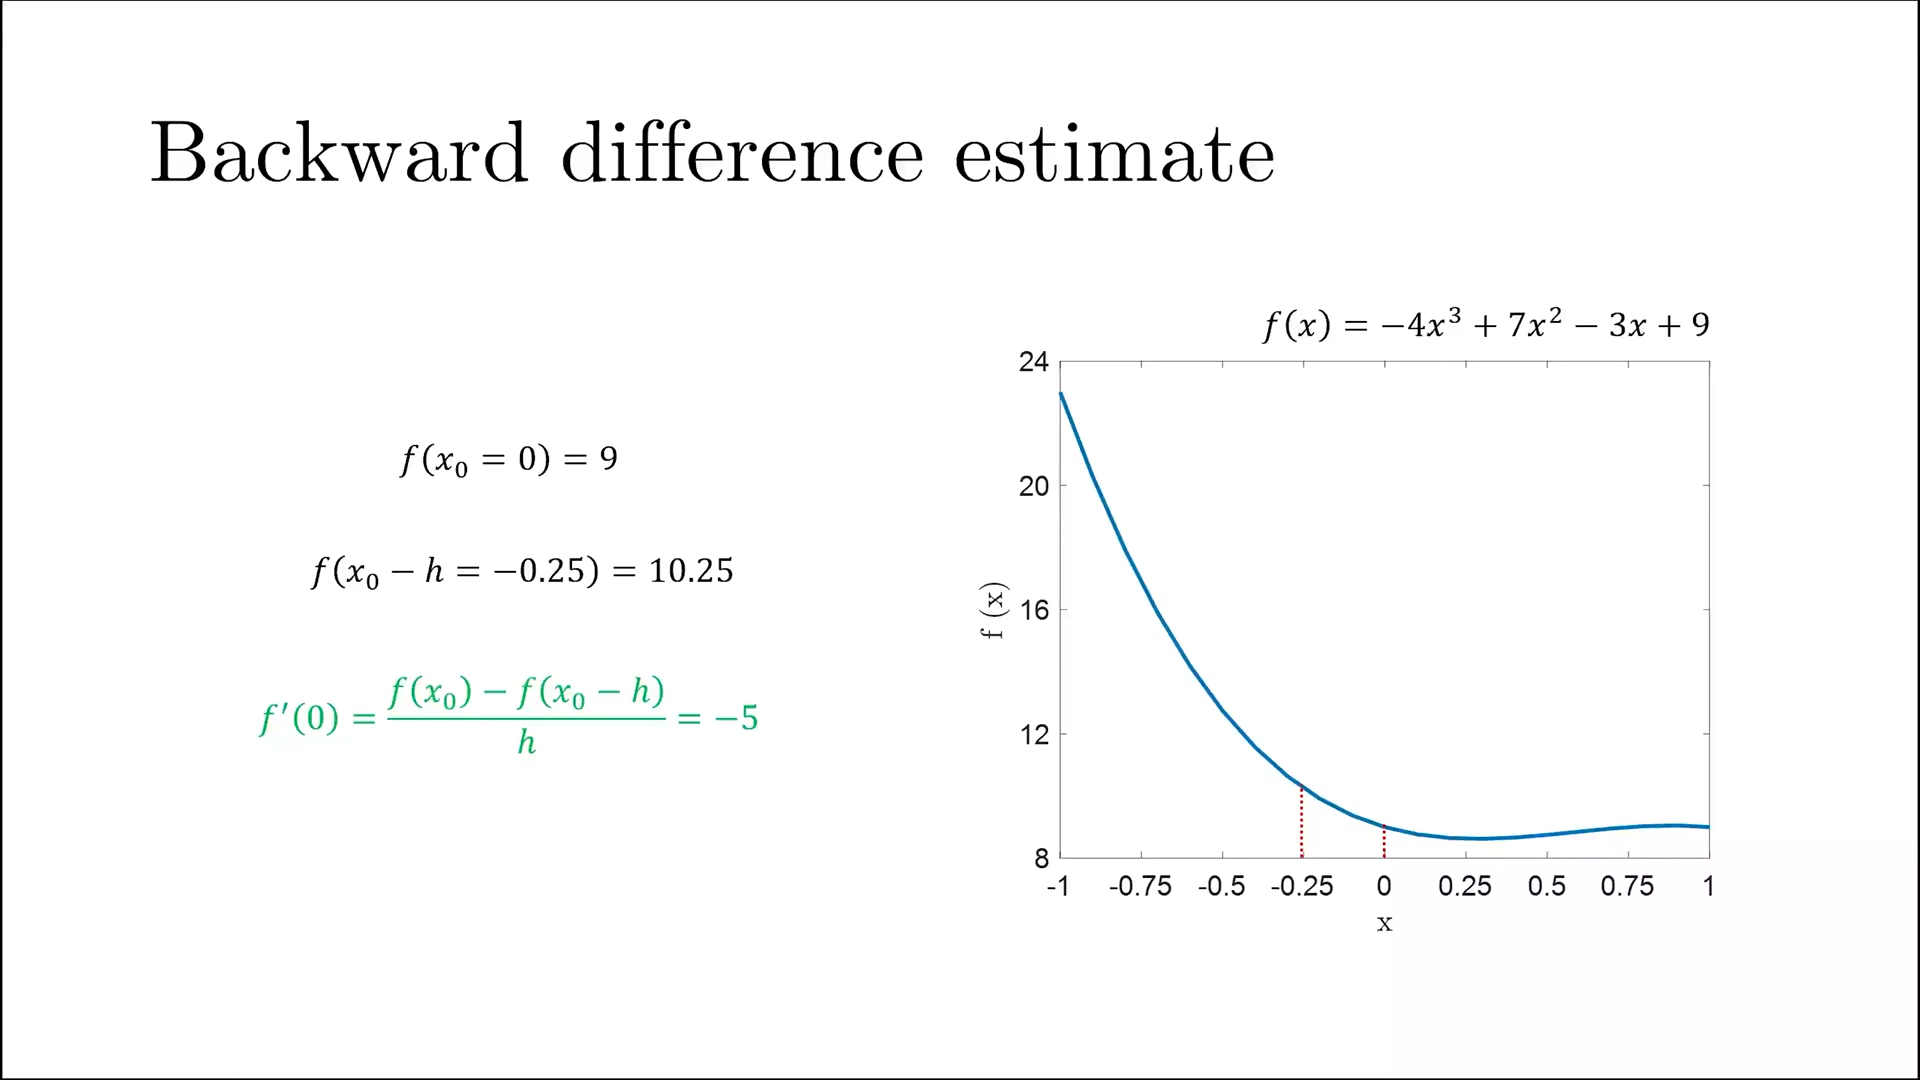 Backward difference estimate
f(x₀ = 0) = 9
f(x₀ − h = −0.25) = 10.25
f′(0) = \frac{f(x₀) − f(x₀ − h)}{h} = −5
f(x) = −4x³ + 7x² − 3x + 9
24
20
16
12
8
f (x)
-1 -0.75 -0.5 -0.25 0 0.25 0.5 0.75 1
x